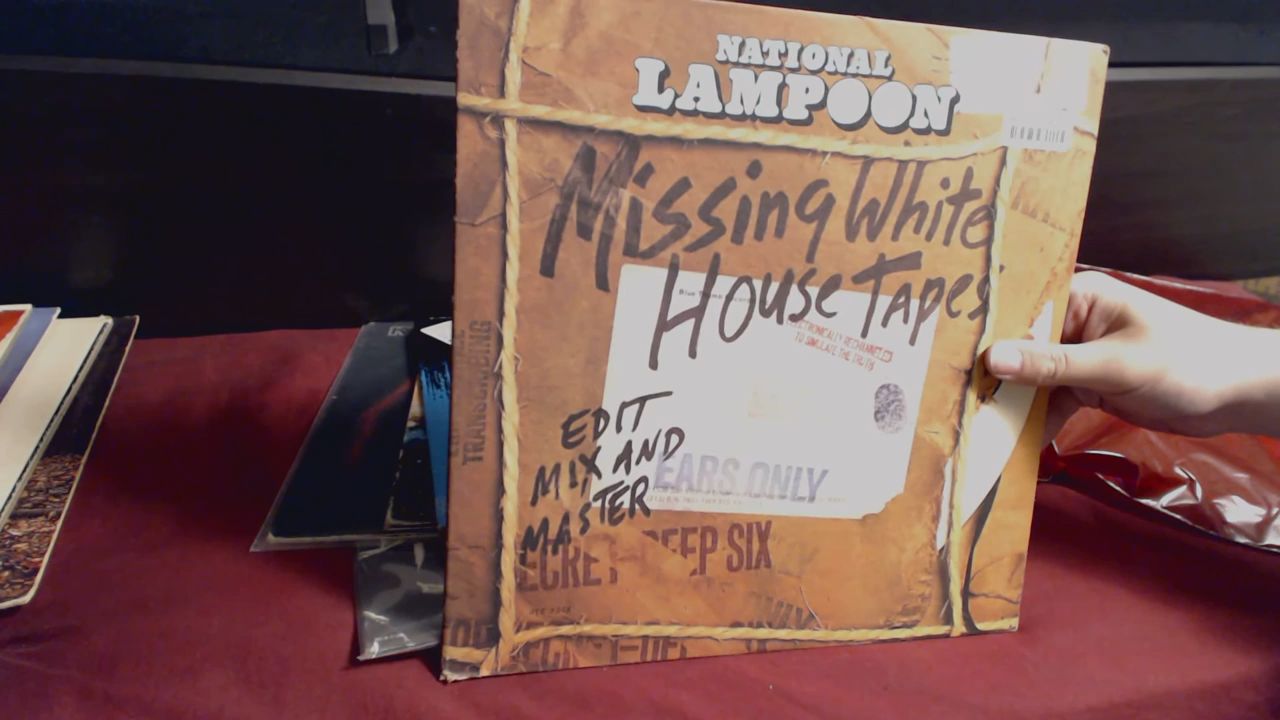 NATIONAL
LAMPOON
Missing White
House Tapes
ELECTRONICALLY RECHANNELED
TO SIMULATE THE TRUTH
EDIT
MIX AND
MASTER
EARS ONLY
DEEP SIX
TRANSCRIBING